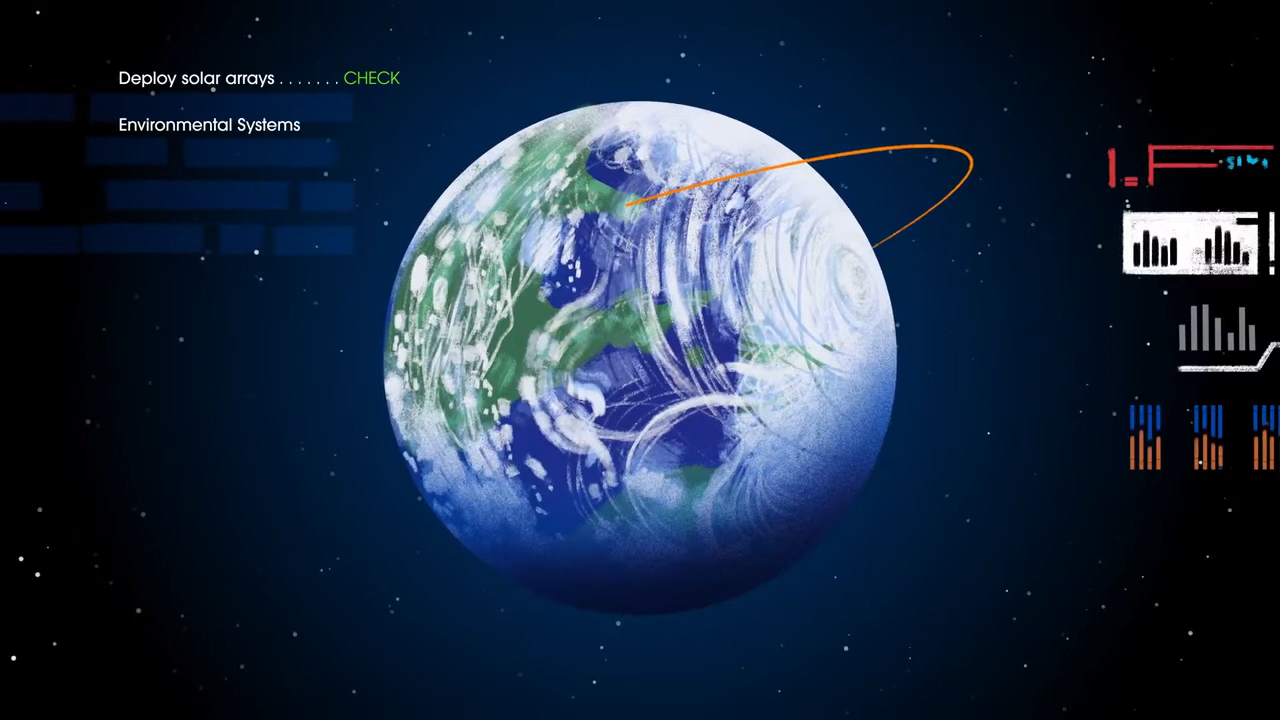 Deploy solar arrays . . . . . . . CHECK
Environmental Systems